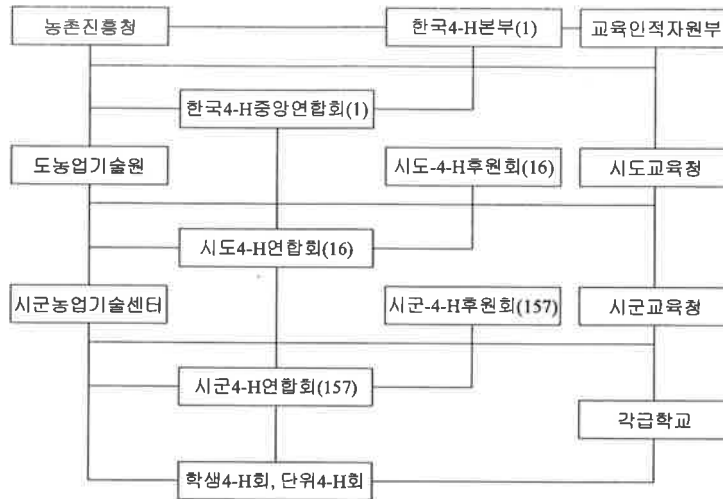 농촌진흥청
한국4-H본부(1)
교육인적자원부
한국4-H중앙연합회(1)
도농업기술원
시도-4-H후원회(16)
시도교육청
시도4-H연합회(16)
시군농업기술센터
시군-4-H후원회(157)
시군교육청
시군4-H연합회(157)
각급학교
학생4-H회, 단위4-H회